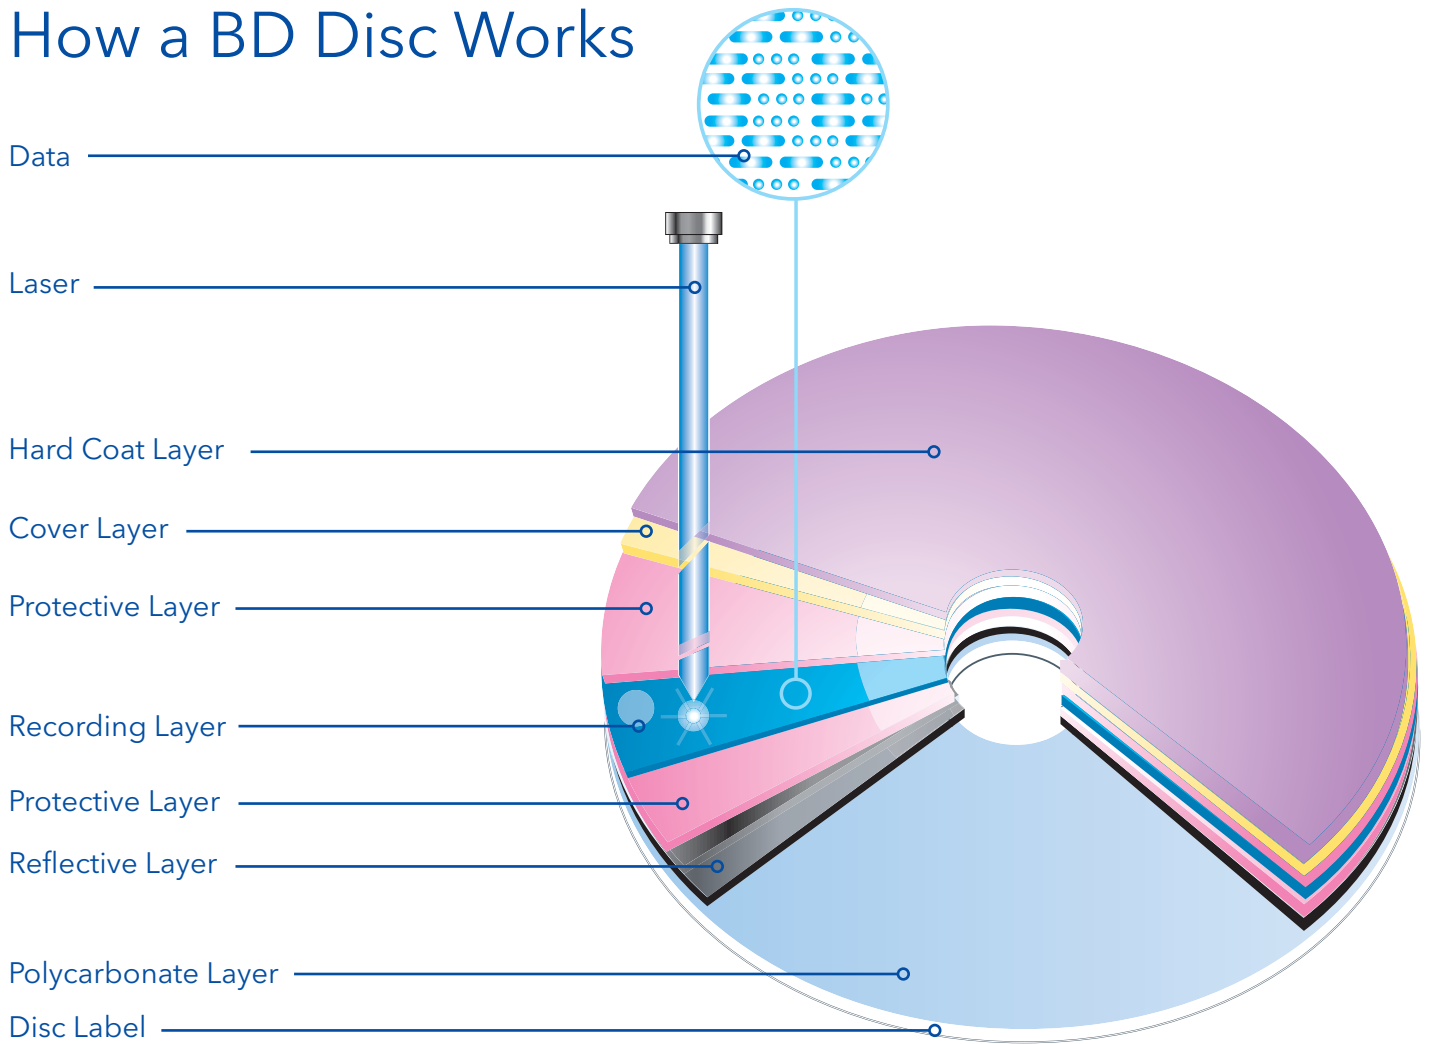 How a BD Disc Works
Data
Laser
Hard Coat Layer
Cover Layer
Protective Layer
Recording Layer
Protective Layer
Reflective Layer
Polycarbonate Layer
Disc Label